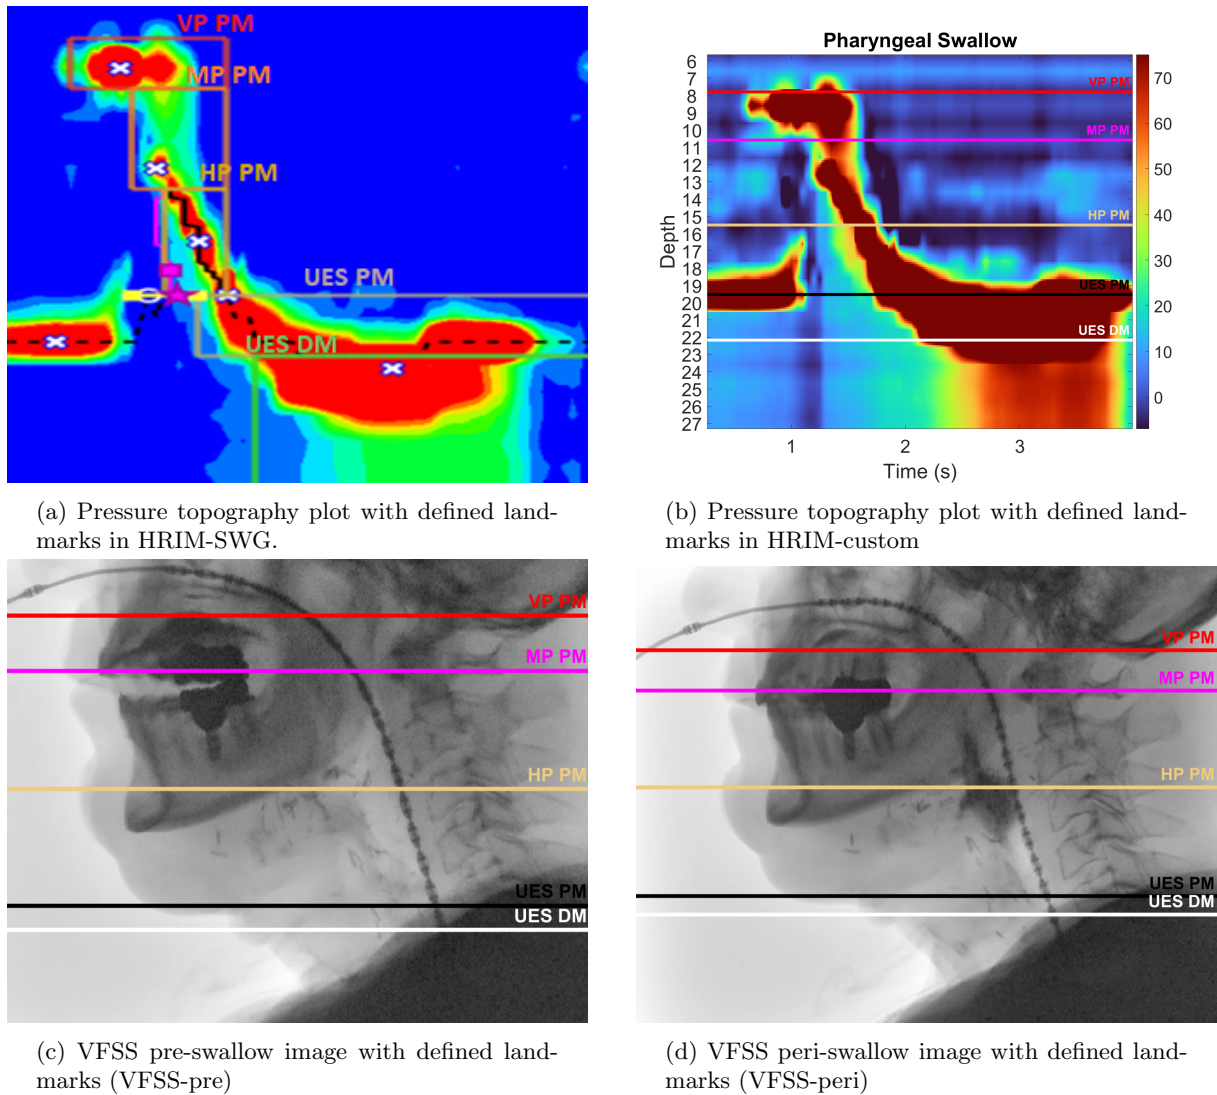 VP PM
MP PM
HP PM
UES PM
UES DM
(a) Pressure topography plot with defined land-
marks in HRIM-SWG.
Pharyngeal Swallow
Depth
6
7
8
9
10
11
12
13
14
15
16
17
18
19
20
21
22
23
24
25
26
27
VP PM
MP PM
HP PM
UES PM
UES DM
1
2
3
Time (s)
70
60
50
40
30
20
10
0
(b) Pressure topography plot with defined land-
marks in HRIM-custom
VP PM
MP PM
HP PM
UES PM
UES DM
(c) VFSS pre-swallow image with defined land-
marks (VFSS-pre)
VP PM
MP PM
HP PM
UES PM
UES DM
(d) VFSS peri-swallow image with defined land-
marks (VFSS-peri)